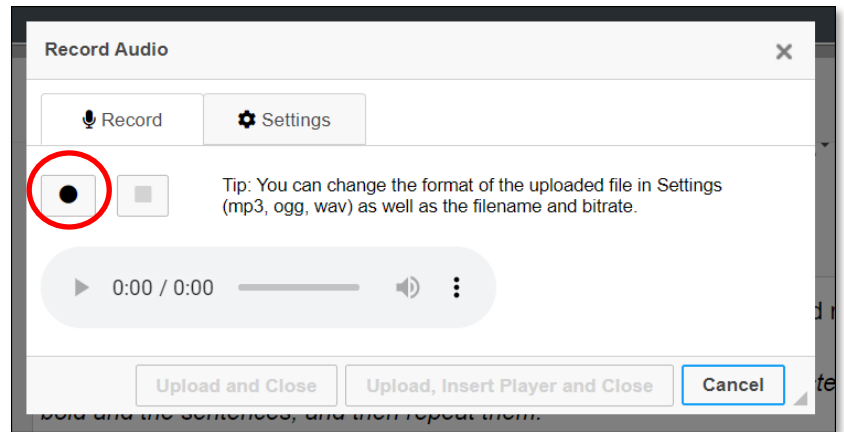 Record Audio
Record
Settings
Tip: You can change the format of the uploaded file in Settings
(mp3, ogg, wav) as well as the filename and bitrate.
0:00 / 0:00
Upload and Close
Upload, Insert Player and Close
Cancel
bold and the sentences, and then repeat them.